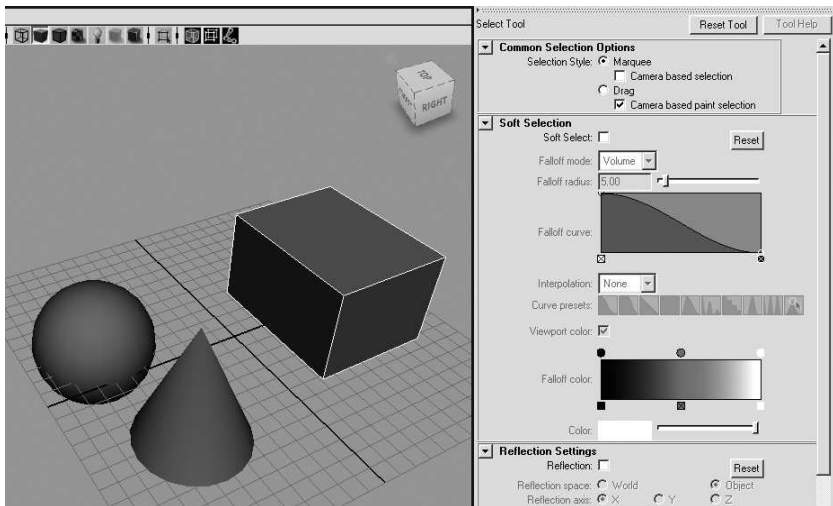 Select Tool
Reset Tool
Tool Help
Common Selection Options
Selection Style: Marquee
Camera based selection
Drag
Camera based paint selection
Soft Selection
Soft Select:
Reset
Falloff mode: Volume
Falloff radius: 5.00
Falloff curve:
Interpolation: None
Curve presets:
Viewport color:
Falloff color:
Color:
Reflection Settings
Reflection:
Reset
Reflection space: World Object
Reflection axis: X Y Z
TOP
RIGHT